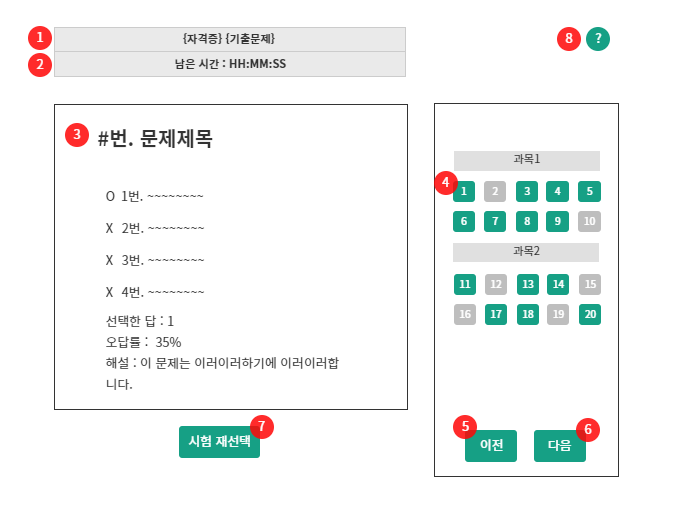 1
{자격증} {기출문제}
2
남은 시간 : HH:MM:SS
8
?
3
#번. 문제제목
O 1번. ~~~~~~~~
X 2번. ~~~~~~~~
X 3번. ~~~~~~~~
X 4번. ~~~~~~~~
선택한 답 : 1
오답률 : 35%
해설 : 이 문제는 이러이러하기에 이러이러합
니다.
시험 재선택
7
과목1
4
1 2 3 4 5
6 7 8 9 10
과목2
11 12 13 14 15
16 17 18 19 20
5
6
이전 다음